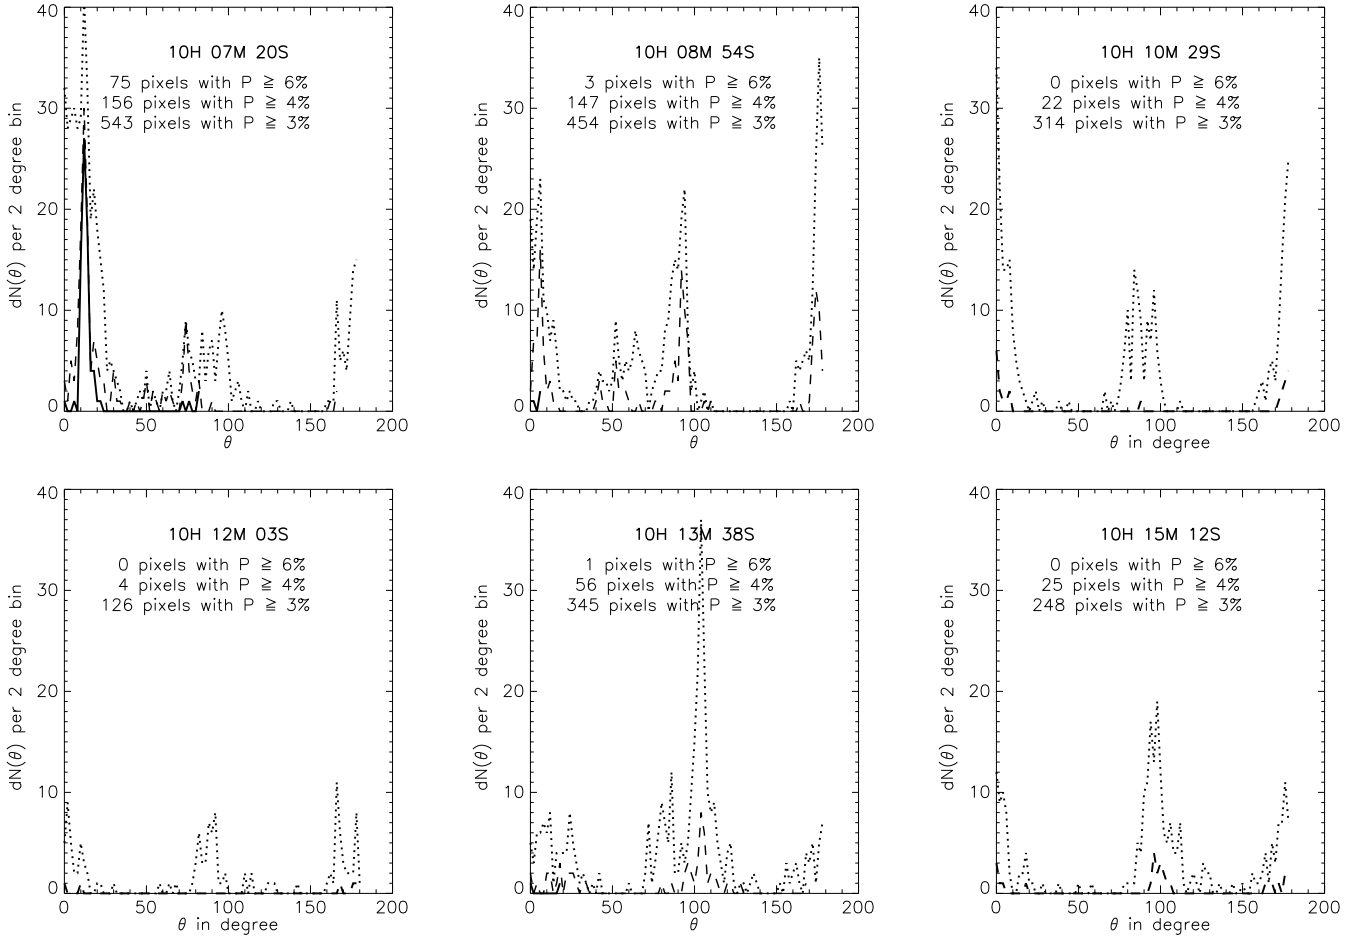 10H 07M 20S
75 pixels with P ≧ 6%
156 pixels with P ≧ 4%
543 pixels with P ≧ 3%
dN(θ) per 2 degree bin
40
30
20
10
0
0 50 100 150 200
θ
10H 08M 54S
3 pixels with P ≧ 6%
147 pixels with P ≧ 4%
454 pixels with P ≧ 3%
dN(θ) per 2 degree bin
40
30
20
10
0
0 50 100 150 200
θ
10H 10M 29S
0 pixels with P ≧ 6%
22 pixels with P ≧ 4%
314 pixels with P ≧ 3%
dN(θ) per 2 degree bin
40
30
20
10
0
0 50 100 150 200
θ in degree
10H 12M 03S
0 pixels with P ≧ 6%
4 pixels with P ≧ 4%
126 pixels with P ≧ 3%
dN(θ) per 2 degree bin
40
30
20
10
0
0 50 100 150 200
θ in degree
10H 13M 38S
1 pixels with P ≧ 6%
56 pixels with P ≧ 4%
345 pixels with P ≧ 3%
dN(θ) per 2 degree bin
40
30
20
10
0
0 50 100 150 200
θ
10H 15M 12S
0 pixels with P ≧ 6%
25 pixels with P ≧ 4%
248 pixels with P ≧ 3%
dN(θ) per 2 degree bin
40
30
20
10
0
0 50 100 150 200
θ in degree